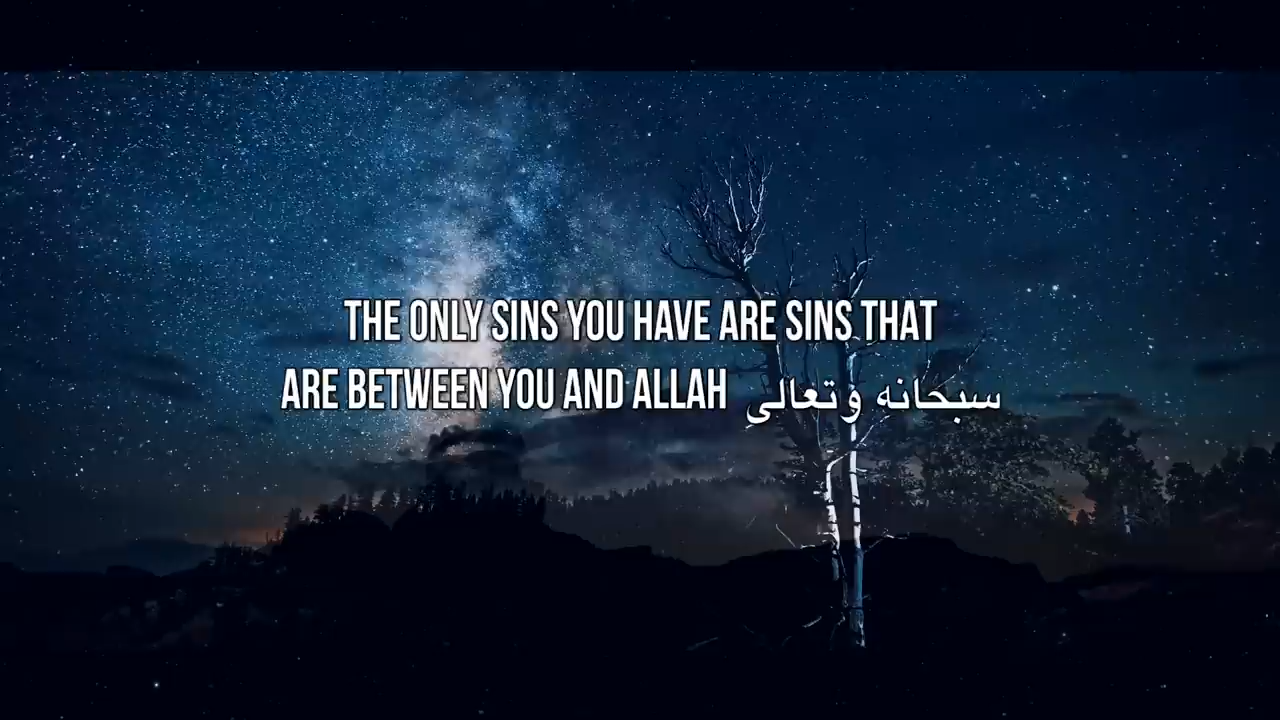 THE ONLY SINS YOU HAVE ARE SINS THAT
ARE BETWEEN YOU AND ALLAH سبحانه وتعالى